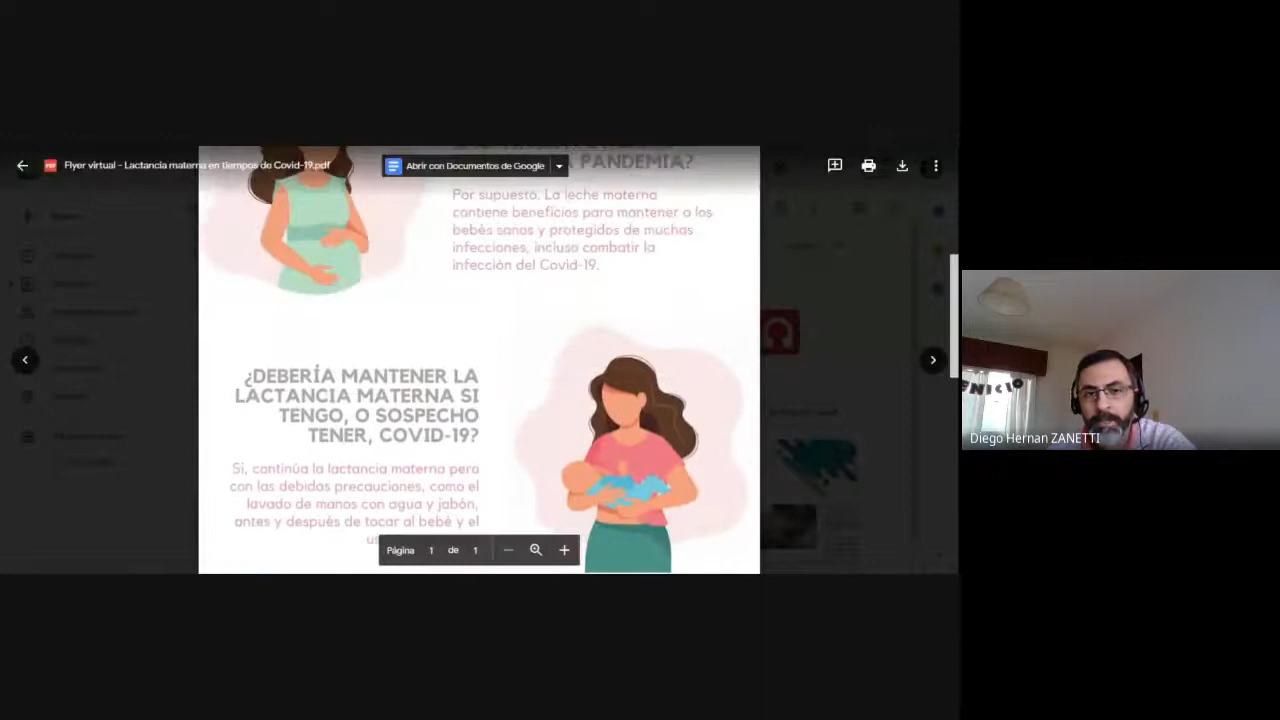 Flyer virtual - Lactancia materna en tiempos de Covid-19.pdf
Abrir con Documentos de Google
PANDEMIA?
Por supuesto. La leche materna
contiene beneficios para mantener a los
bebés sanos y protegidos de muchas
infecciones, incluso combatir la
infección del Covid-19.
¿DEBERÍA MANTENER LA
LACTANCIA MATERNA SI
TENGO, O SOSPECHO
TENER, COVID-19?
Si, continúa la lactancia materna pero
con las debidas precauciones, como el
lavado de manos con agua y jabón,
antes y después de tocar al bebé y el
Página 1 de 1
ENICIO
Diego Hernan ZANETTI